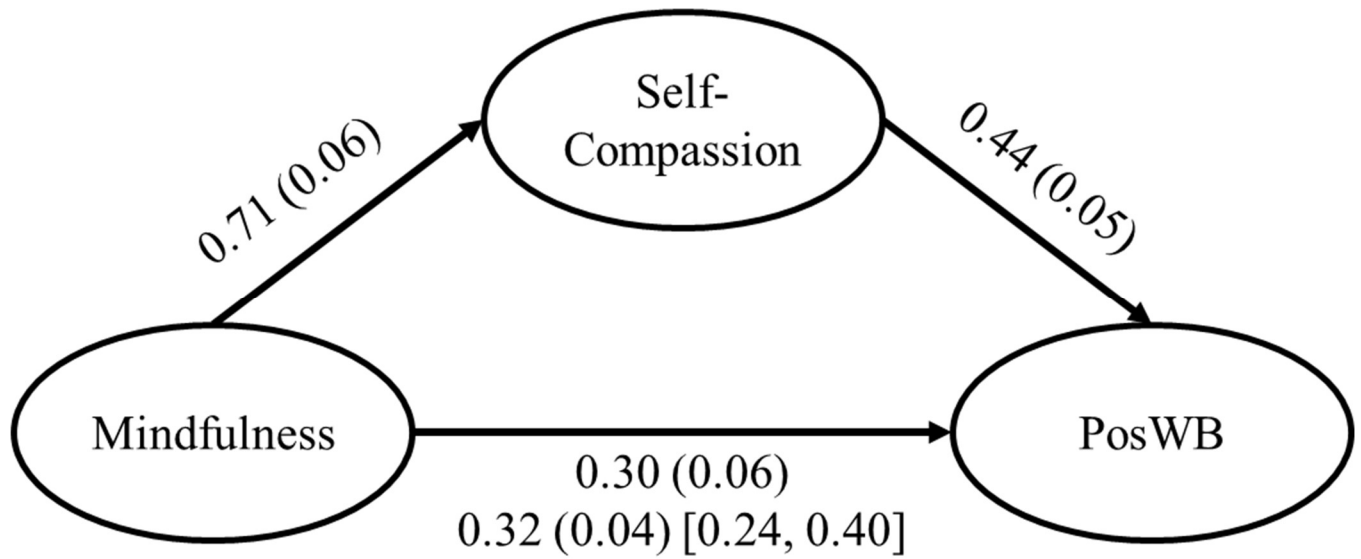 Self-
Compassion
0.71 (0.06)
0.44 (0.05)
Mindfulness
PosWB
0.30 (0.06)
0.32 (0.04) [0.24, 0.40]